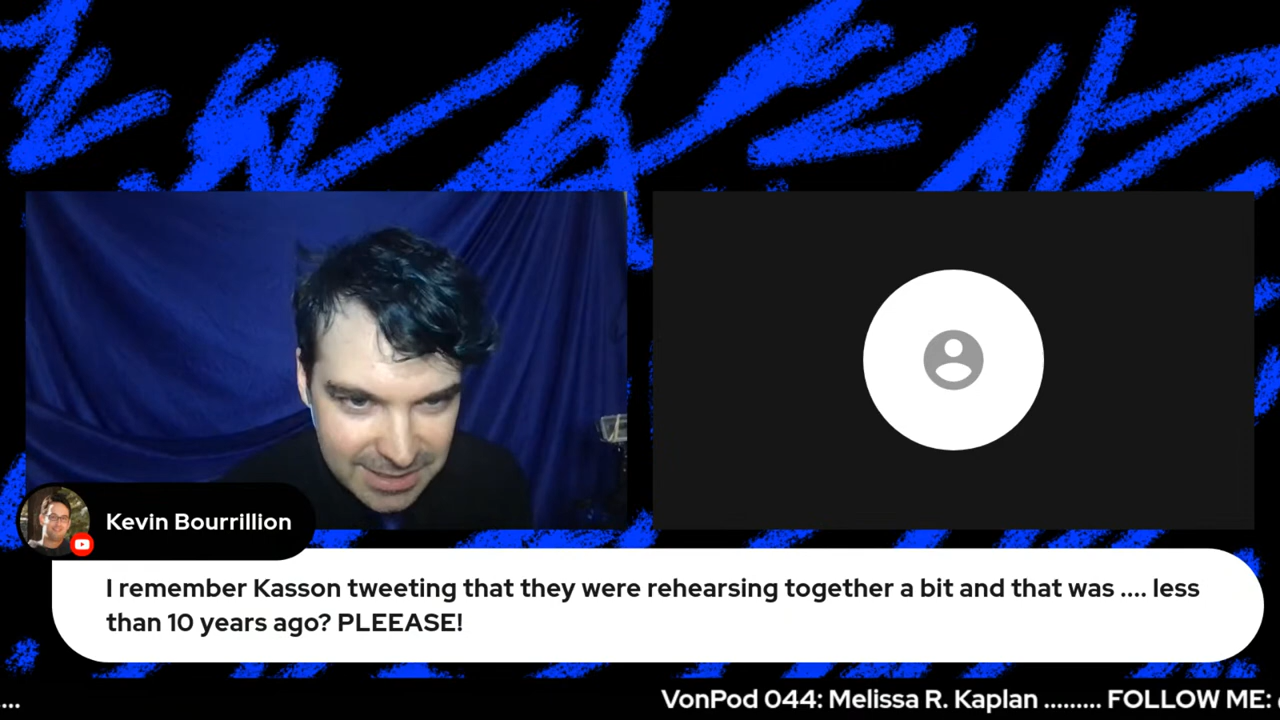 Kevin Bourrillion
I remember Kasson tweeting that they were rehearsing together a bit and that was .... less
than 10 years ago? PLEEASE!
.... VonPod 044: Melissa R. Kaplan ......... FOLLOW ME: